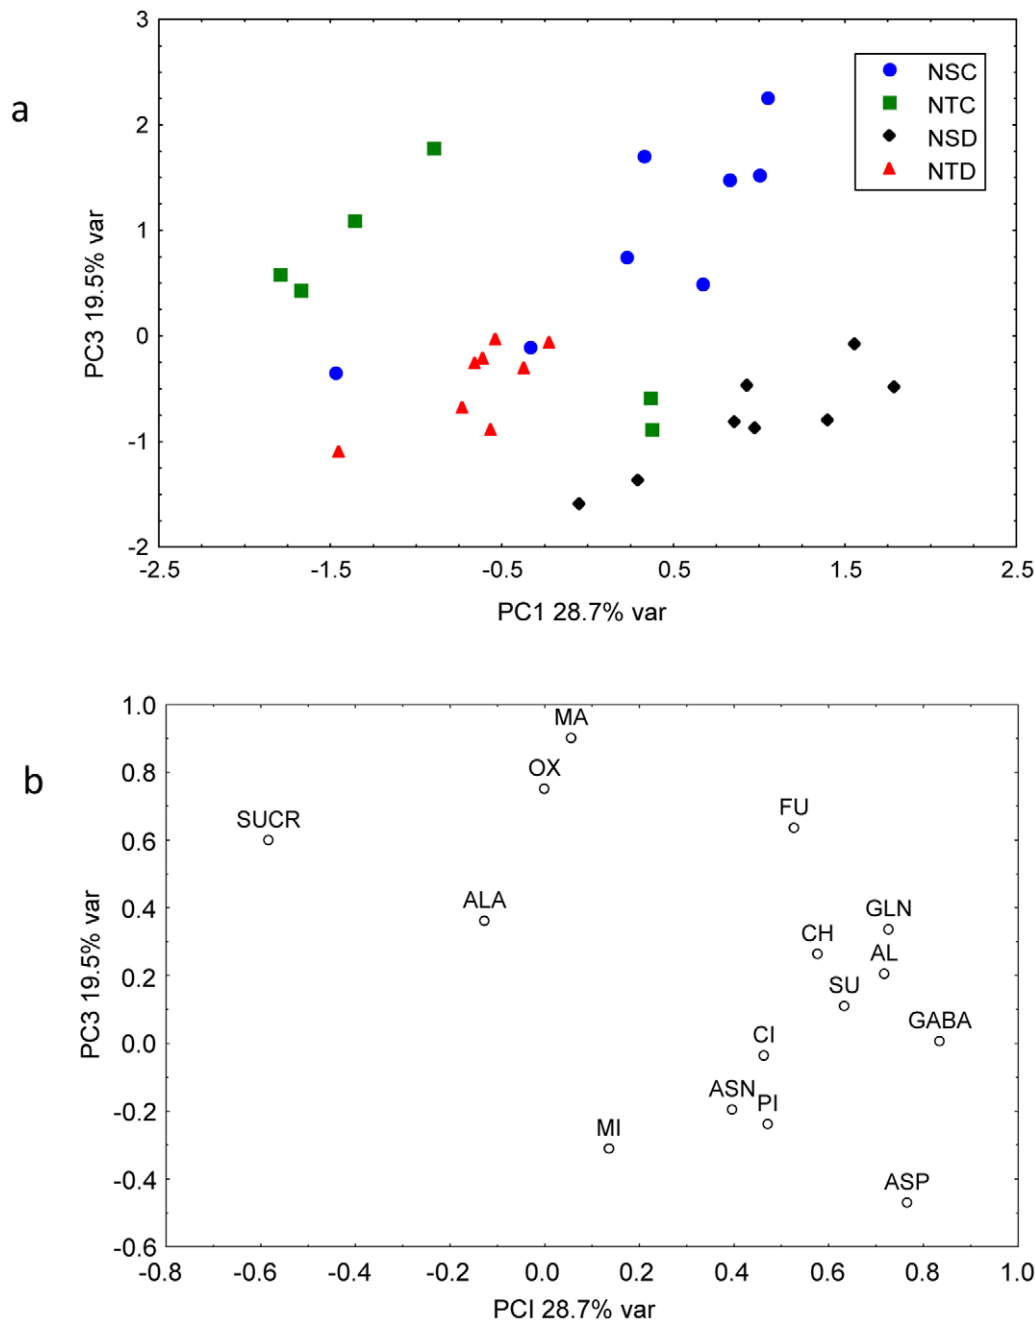 a
3
2
1
0
-1
-2
PC3 19.5% var
NSC
NTC
NSD
NTD
-2.5
-1.5
-0.5
0.5
1.5
2.5
PC1 28.7% var
b
1.0
0.8
0.6
0.4
0.2
0.0
-0.2
-0.4
-0.6
PC3 19.5% var
MA
OX
FU
SUCR
ALA
GLN
CH
AL
SU
GABA
CI
ASN
PI
MI
ASP
-0.8
-0.6
-0.4
-0.2
0.0
0.2
0.4
0.6
0.8
1.0
PCI 28.7% var